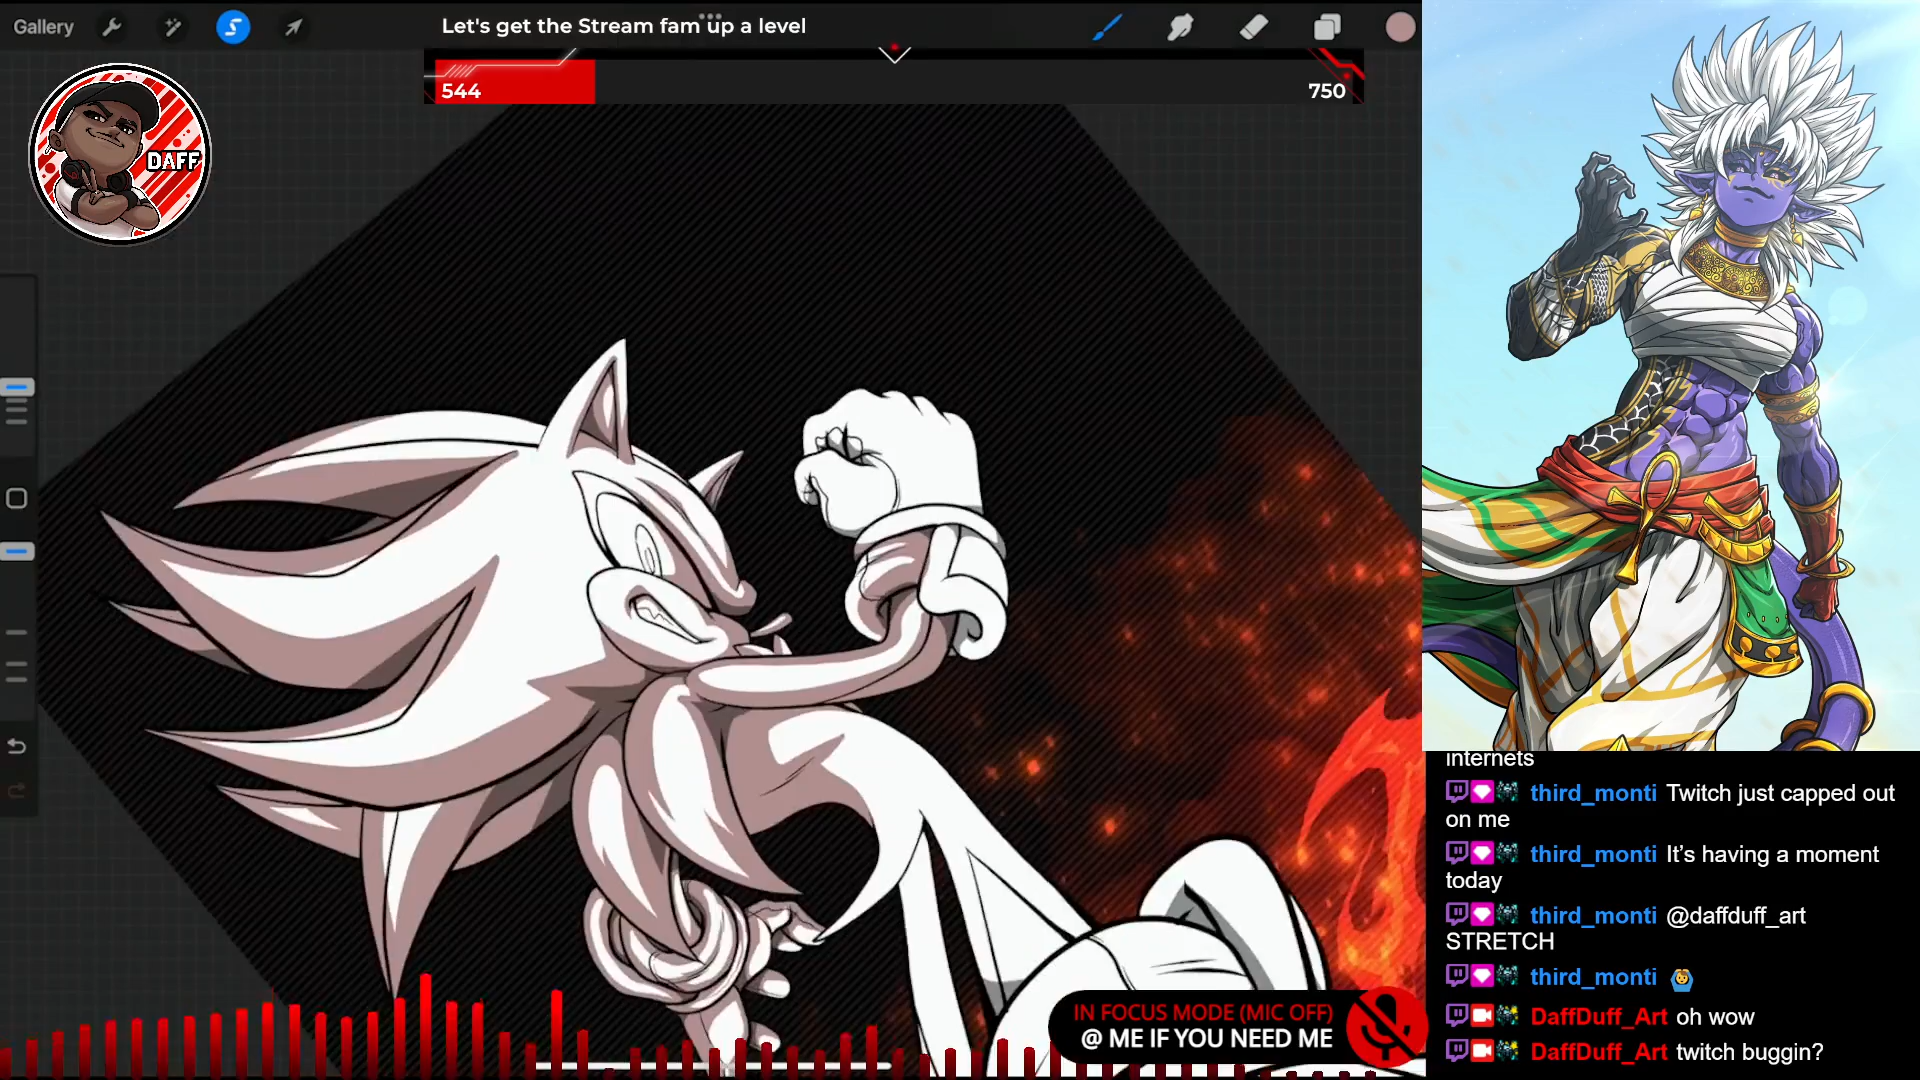 Gallery
Let's get the Stream fam up a level
544
750
DAFF
internets
third_monti Twitch just capped out
on me
third_monti It's having a moment
today
third_monti @daffduff_art
STRETCH
third_monti
DaffDuff_Art oh wow
DaffDuff_Art twitch buggin?
IN FOCUS MODE (MIC OFF)
@ ME IF YOU NEED ME